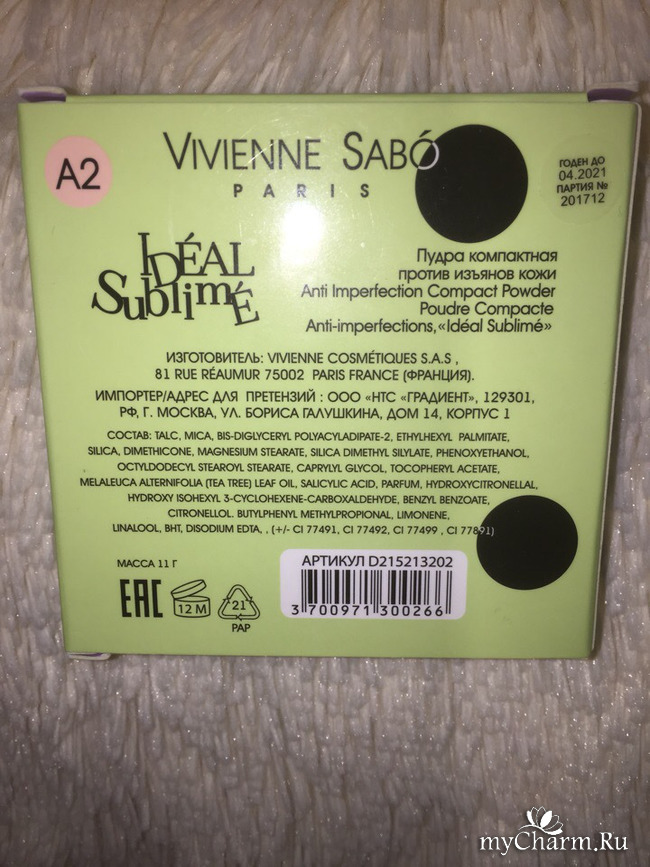 A2
VIVIENNE SABÓ
PARIS
ГОДЕН ДО
04.2021
ПАРТИЯ №
201712
IDÉAL
SUBLIMÉ
Пудра компактная
против изъянов кожи
Anti Imperfection Compact Powder
Poudre Compacte
Anti-imperfections,«Idéal Sublimé»
ИЗГОТОВИТЕЛЬ: VIVIENNE COSMÉTIQUES S.A.S ,
81 RUE RÉAUMUR 75002 PARIS FRANCE (ФРАНЦИЯ).
ИМПОРТЕР/АДРЕС ДЛЯ ПРЕТЕНЗИЙ : ООО «НТС «ГРАДИЕНТ», 129301,
РФ, Г. МОСКВА, УЛ. БОРИСА ГАЛУШКИНА, ДОМ 14, КОРПУС 1
СОСТАВ: TALC, MICA, BIS-DIGLYCERYL POLYACYLADIPATE-2, ETHYLHEXYL PALMITATE,
SILICA, DIMETHICONE, MAGNESIUM STEARATE, SILICA DIMETHYL SILYLATE, PHENOXYETHANOL,
OCTYLDODECYL STEAROYL STEARATE, CAPRYLYL GLYCOL, TOCOPHERYL ACETATE,
MELALEUCA ALTERNIFOLIA (TEA TREE) LEAF OIL, SALICYLIC ACID, PARFUM, HYDROXYCITRONELLAL,
HYDROXY ISOHEXYL 3-CYCLOHEXENE-CARBOXALDEHYDE, BENZYL BENZOATE,
CITRONELLOL. BUTYLPHENYL METHYLPROPIONAL, LIMONENE,
LINALOOL, BHT, DISODIUM EDTA, , (+/- CI 77491, CI 77492, CI 77499 , CI 77891)
МАССА 11 Г
EAC
12 M
21
PAP
АРТИКУЛ D215213202
3 700971 300266
myCharm.Ru